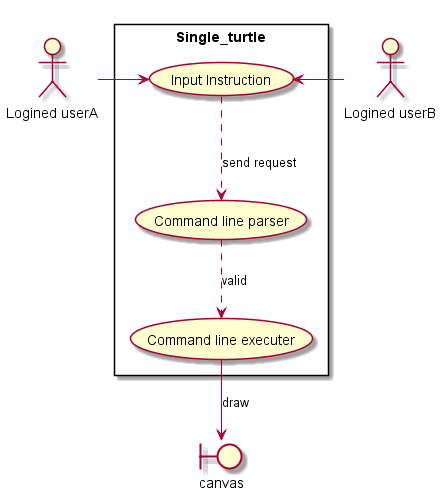 Single_turtle
Input Instruction
Logined userA
Logined userB
send request
Command line parser
valid
Command line executer
draw
canvas